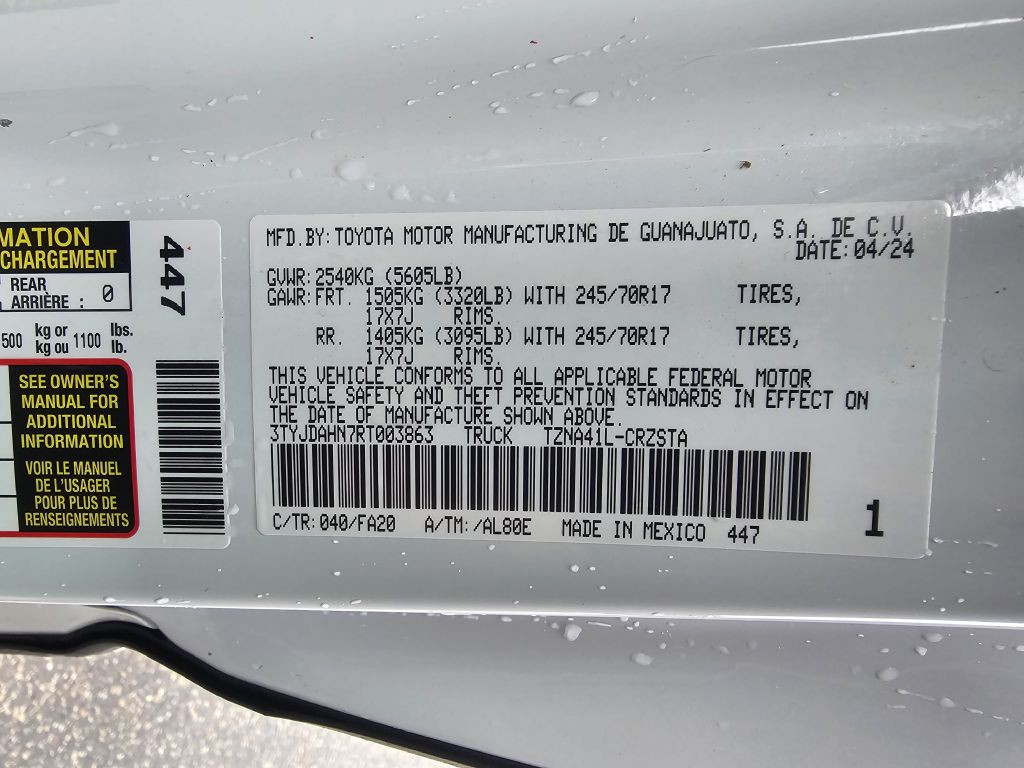 MATION
CHARGEMENT
REAR
ARRIÈRE : 0
500 kg or 1100 lbs.
kg ou lb.
SEE OWNER'S
MANUAL FOR
ADDITIONAL
INFORMATION
VOIR LE MANUEL
DE L'USAGER
POUR PLUS DE
RENSEIGNEMENTS
447
MFD. BY: TOYOTA MOTOR MANUFACTURING DE GUANAJUATO, S.A. DE C.V.
DATE: 04/24
GVWR: 2540KG (5605LB)
GAWR: FRT. 1505KG (3320LB) WITH 245/70R17 TIRES,
17X7J RIMS.
RR. 1405KG (3095LB) WITH 245/70R17 TIRES,
17X7J RIMS.
THIS VEHICLE CONFORMS TO ALL APPLICABLE FEDERAL MOTOR
VEHICLE SAFETY AND THEFT PREVENTION STANDARDS IN EFFECT ON
THE DATE OF MANUFACTURE SHOWN ABOVE.
3TYJDAHN7RT003863 TRUCK TZNA41L-CRZSTA
C/TR: 040/FA20 A/TM: /AL80E MADE IN MEXICO 447
1